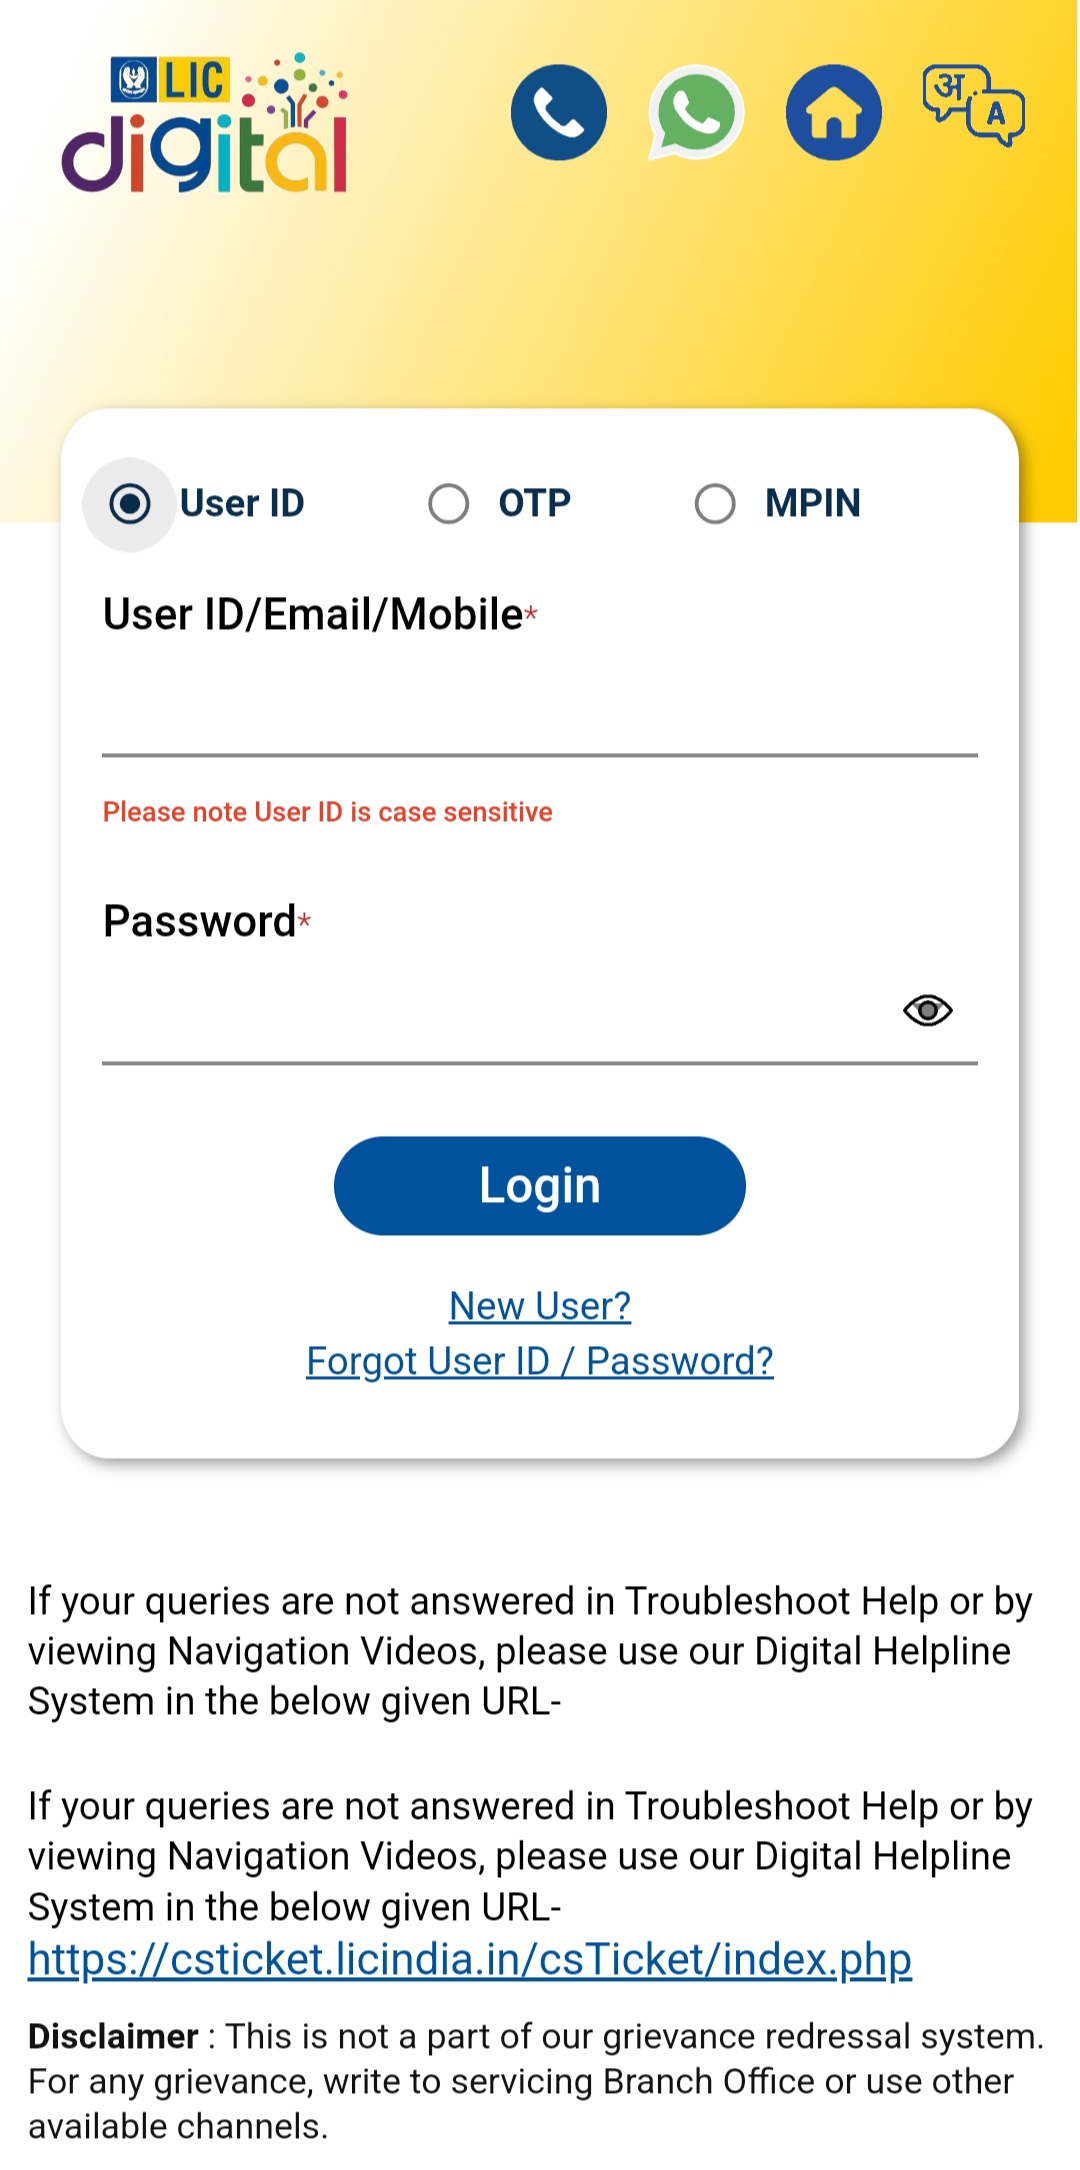 LIC
digital
अ
A
User ID
OTP
MPIN
User ID/Email/Mobile*
Please note User ID is case sensitive
Password*
Login
New User?
Forgot User ID / Password?
If your queries are not answered in Troubleshoot Help or by
viewing Navigation Videos, please use our Digital Helpline
System in the below given URL-
If your queries are not answered in Troubleshoot Help or by
viewing Navigation Videos, please use our Digital Helpline
System in the below given URL-
https://csticket.licindia.in/csTicket/index.php
Disclaimer : This is not a part of our grievance redressal system.
For any grievance, write to servicing Branch Office or use other
available channels.